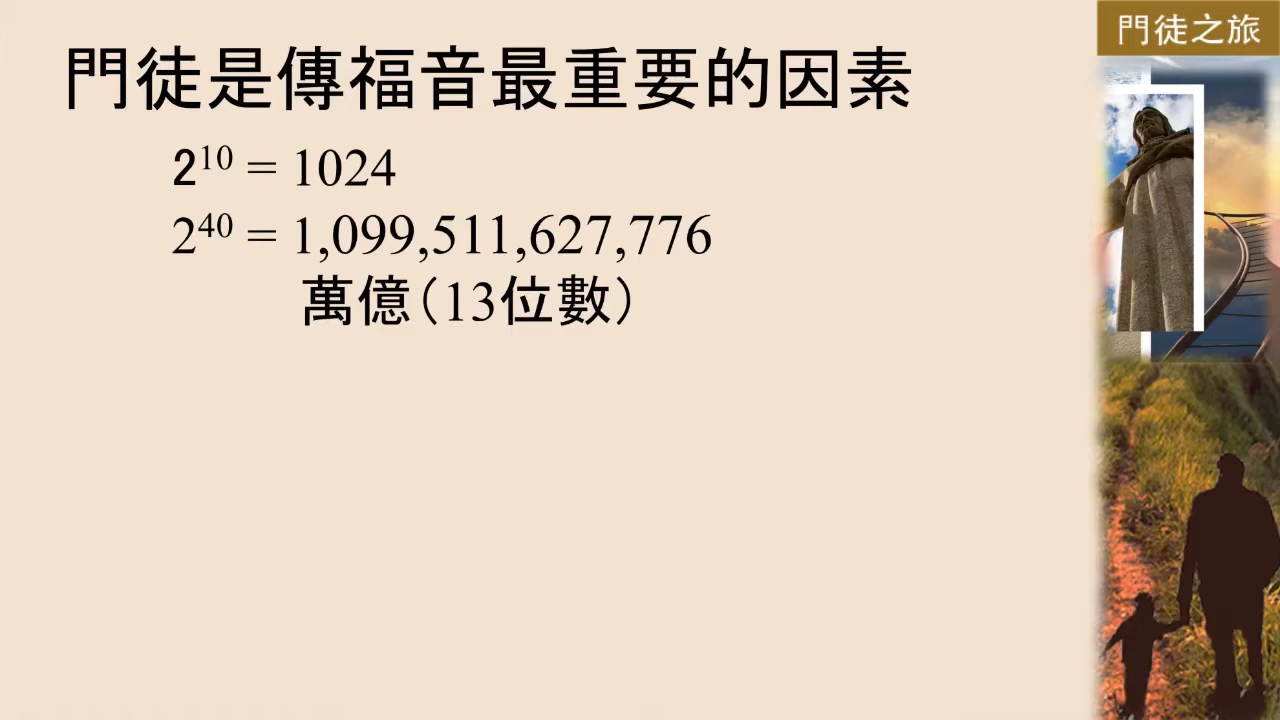 門徒之旅
門徒是傳福音最重要的因素
2¹⁰ = 1024
2⁴⁰ = 1,099,511,627,776
萬億（13位數）